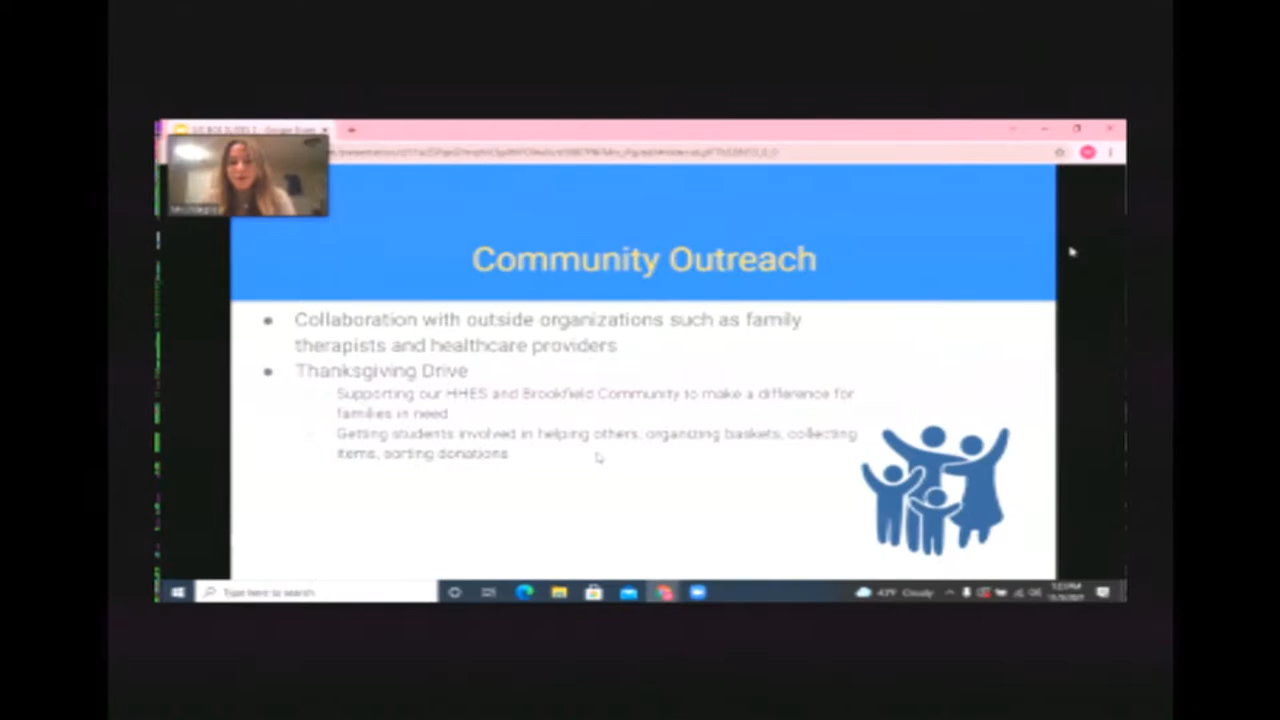 Community Outreach
Collaboration with outside organizations such as family
therapists and healthcare providers
Thanksgiving Drive
Supporting our HHES and Brookfield Community to make a difference for
families in need
Getting students involved in helping others, organizing baskets, collecting
items, sorting donations
Type here to search
43°F Cloudy